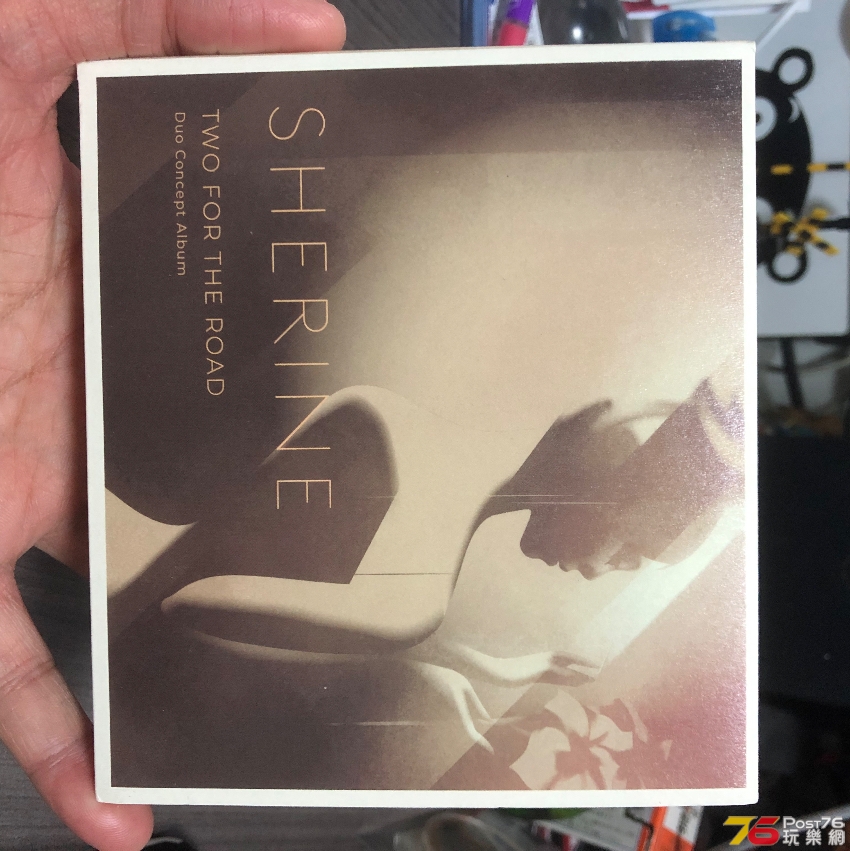 SHERINE
TWO FOR THE ROAD
Duo Concept Album
76 Post76
玩樂網